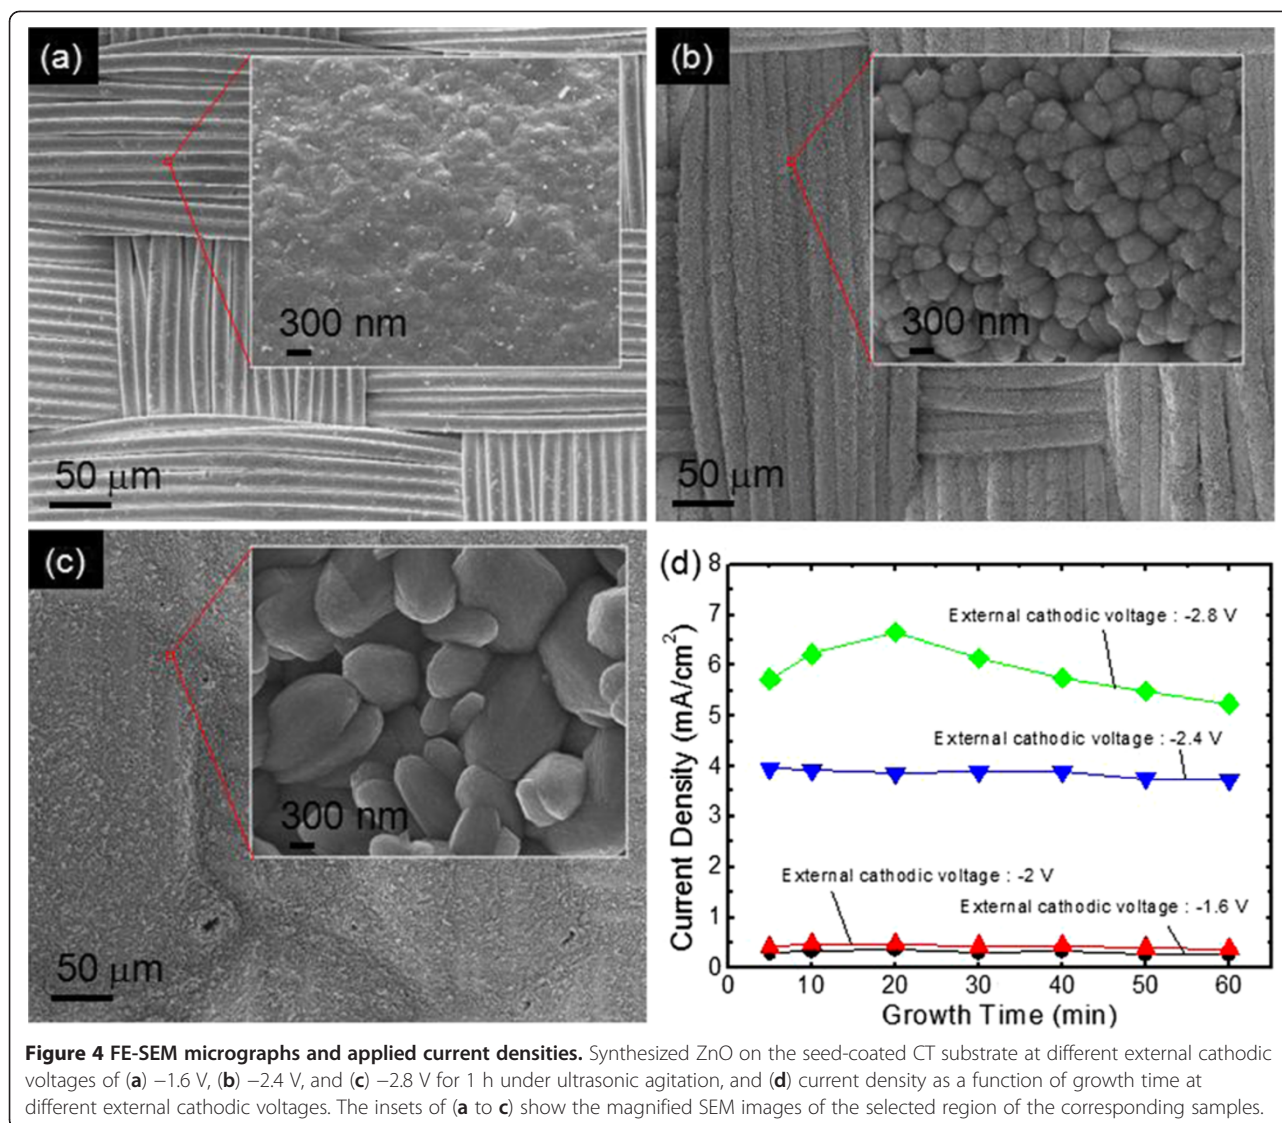 (a)
300 nm
50 μm
(b)
300 nm
50 μm
(c)
300 nm
50 μm
(d)
8
7
6
5
4
3
2
1
0
Current Density (mA/cm²)
External cathodic voltage : -2.8 V
External cathodic voltage : -2.4 V
External cathodic voltage : -2 V
External cathodic voltage : -1.6 V
0 10 20 30 40 50 60
Growth Time (min)
Figure 4 FE-SEM micrographs and applied current densities. Synthesized ZnO on the seed-coated CT substrate at different external cathodic
voltages of (a) −1.6 V, (b) −2.4 V, and (c) −2.8 V for 1 h under ultrasonic agitation, and (d) current density as a function of growth time at
different external cathodic voltages. The insets of (a to c) show the magnified SEM images of the selected region of the corresponding samples.